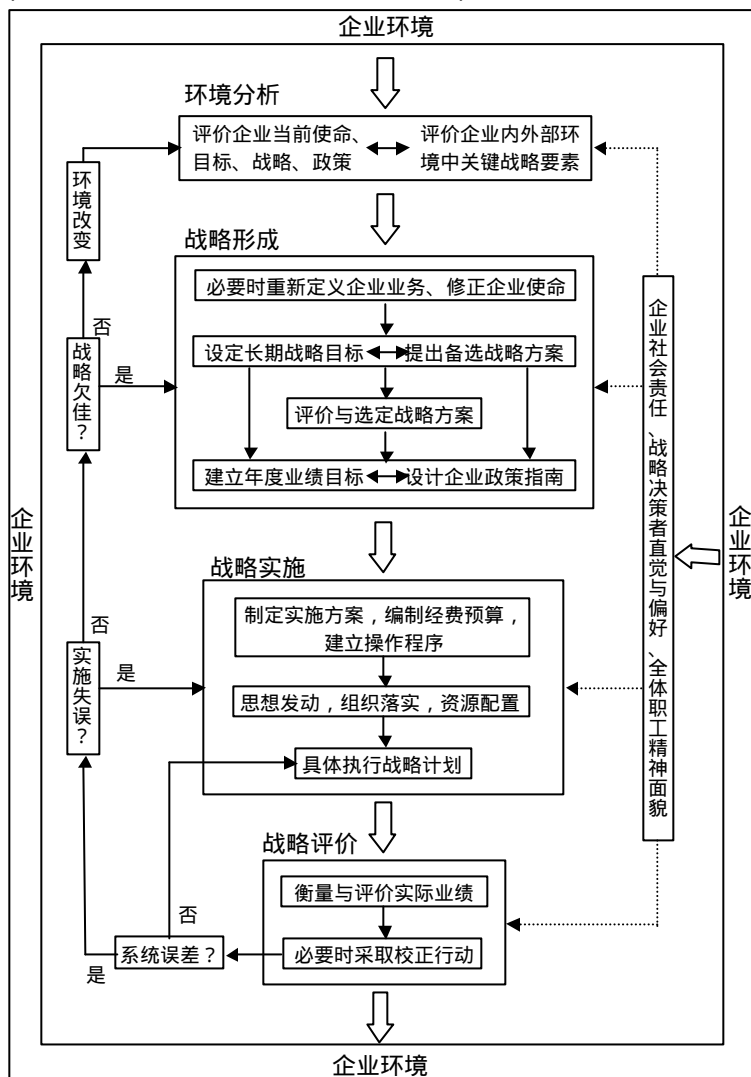 企业环境
环境分析
评价企业当前使命、
目标、战略、政策
评价企业内外部环
境中关键战略要素
环境改变
战略形成
必要时重新定义企业业务、修正企业使命
否
设定长期战略目标
提出备选战略方案
战略欠佳？
是
评价与选定战略方案
建立年度业绩目标
设计企业政策指南
企业社会责任、战略决策者直觉与偏好、全体职工精神面貌
企业环境
企业环境
战略实施
制定实施方案，编制经费预算，
建立操作程序
否
实施失误？
是
思想发动，组织落实，资源配置
具体执行战略计划
战略评价
衡量与评价实际业绩
否
系统误差？
必要时采取校正行动
是
企业环境